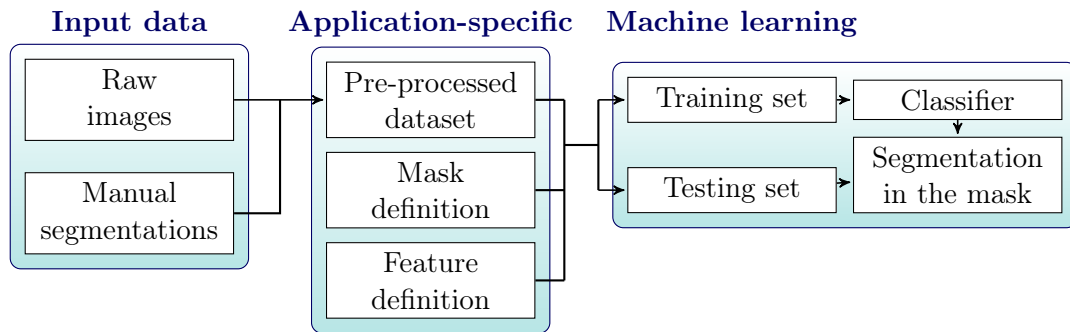 Input data
Raw
images
Manual
segmentations
Application-specific
Pre-processed
dataset
Mask
definition
Feature
definition
Machine learning
Training set
Classifier
Testing set
Segmentation
in the mask